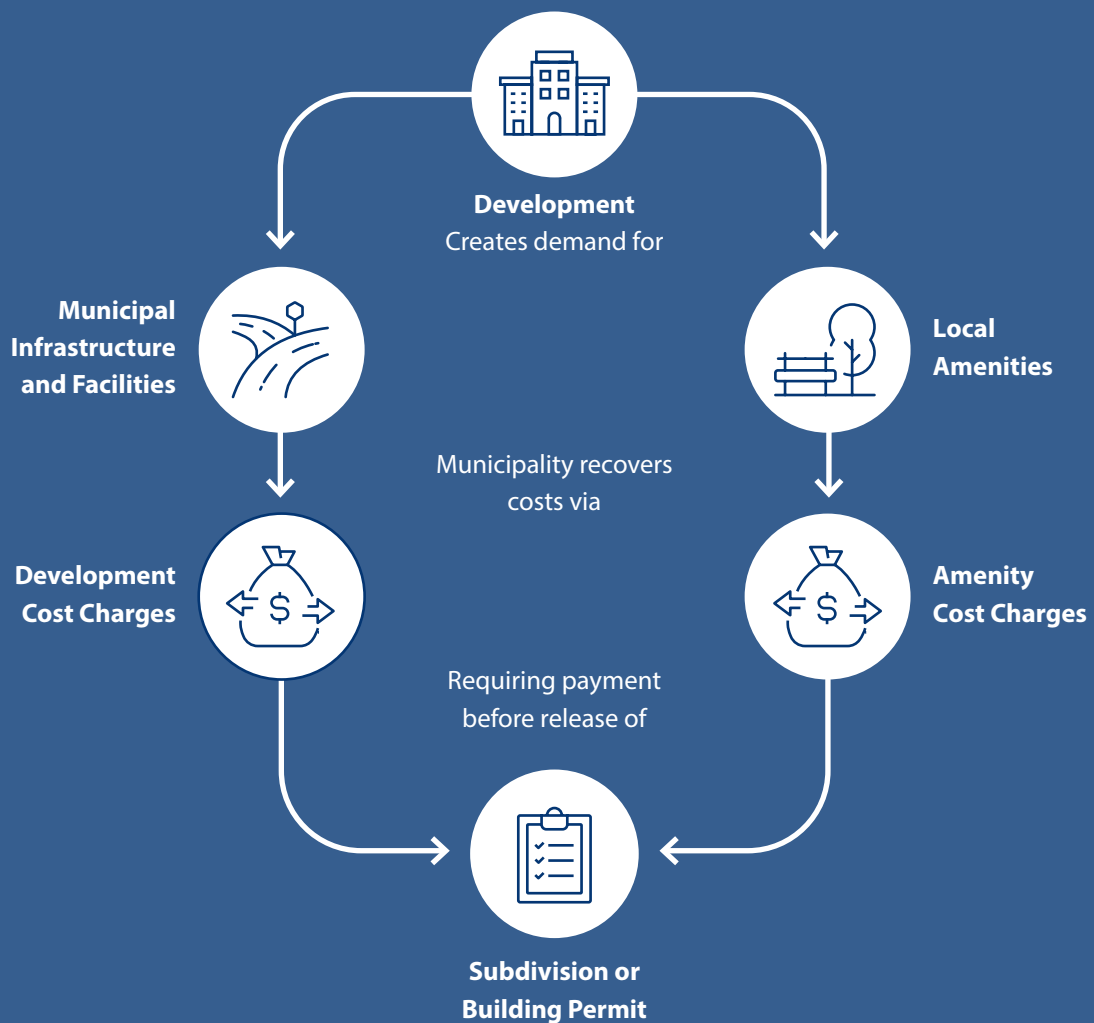 Development
Creates demand for
Municipal
Infrastructure
and Facilities
Local
Amenities
Municipality recovers
costs via
Development
Cost Charges
$
Amenity
Cost Charges
$
Requiring payment
before release of
Subdivision or
Building Permit